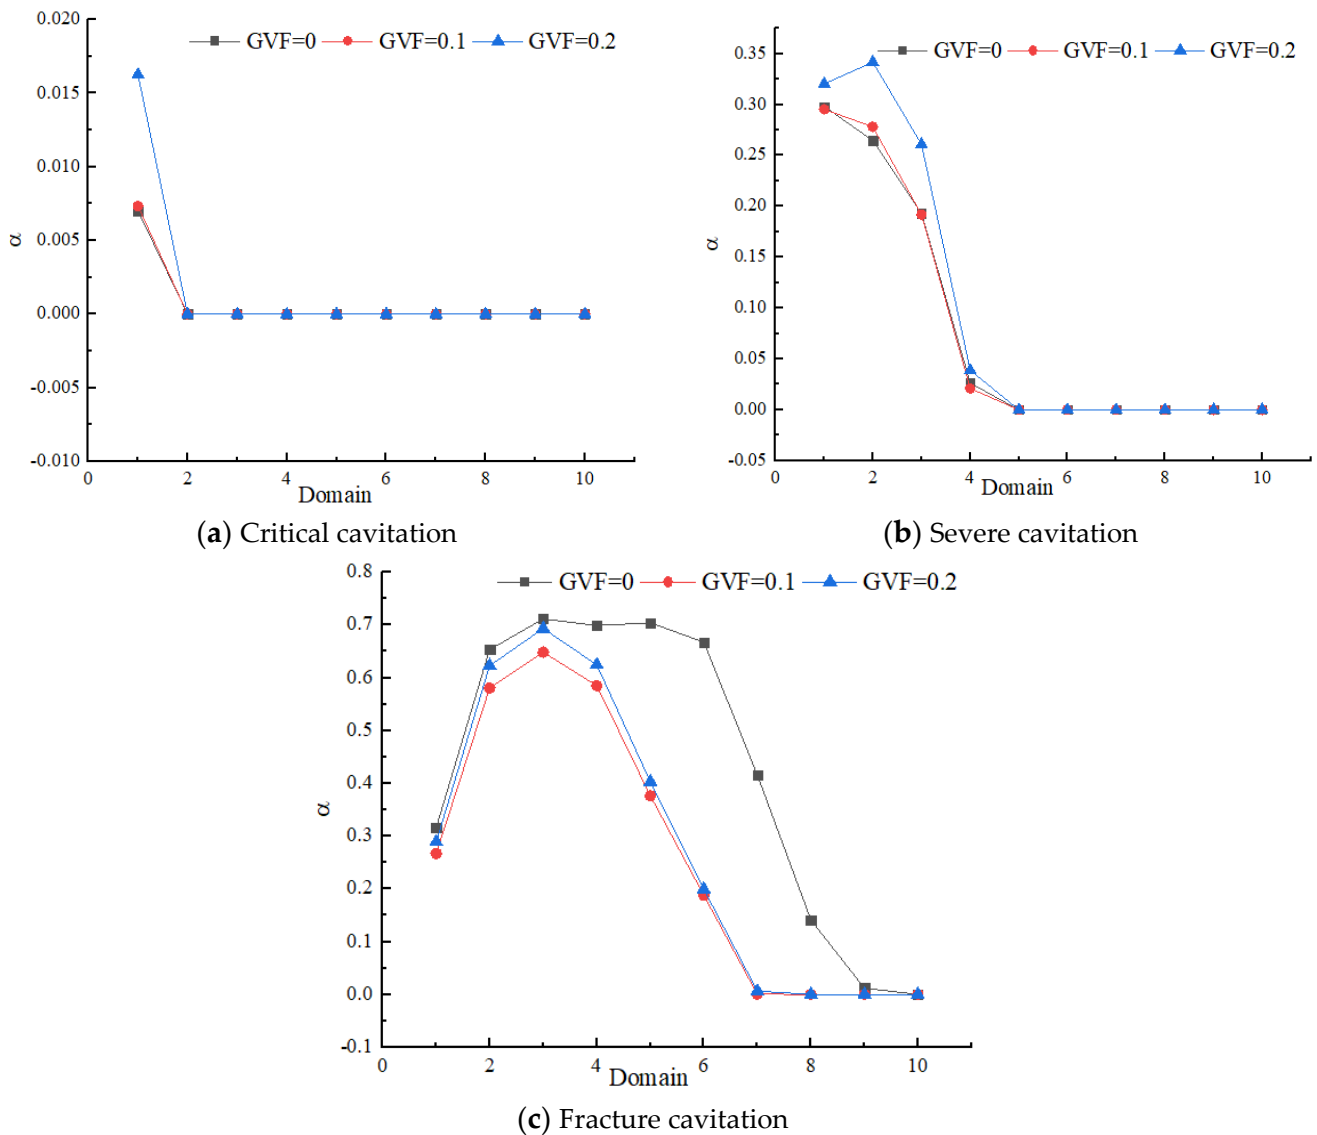 0.020
0.015
0.010
0.005
0.000
-0.005
-0.010
α
GVF=0 GVF=0.1 GVF=0.2
0 2 4 6 8 10
Domain
(a) Critical cavitation
0.35
0.30
0.25
0.20
0.15
0.10
0.05
0.00
-0.05
α
GVF=0 GVF=0.1 GVF=0.2
0 2 4 6 8 10
Domain
(b) Severe cavitation
0.8
0.7
0.6
0.5
0.4
0.3
0.2
0.1
0.0
-0.1
α
GVF=0 GVF=0.1 GVF=0.2
0 2 4 6 8 10
Domain
(c) Fracture cavitation